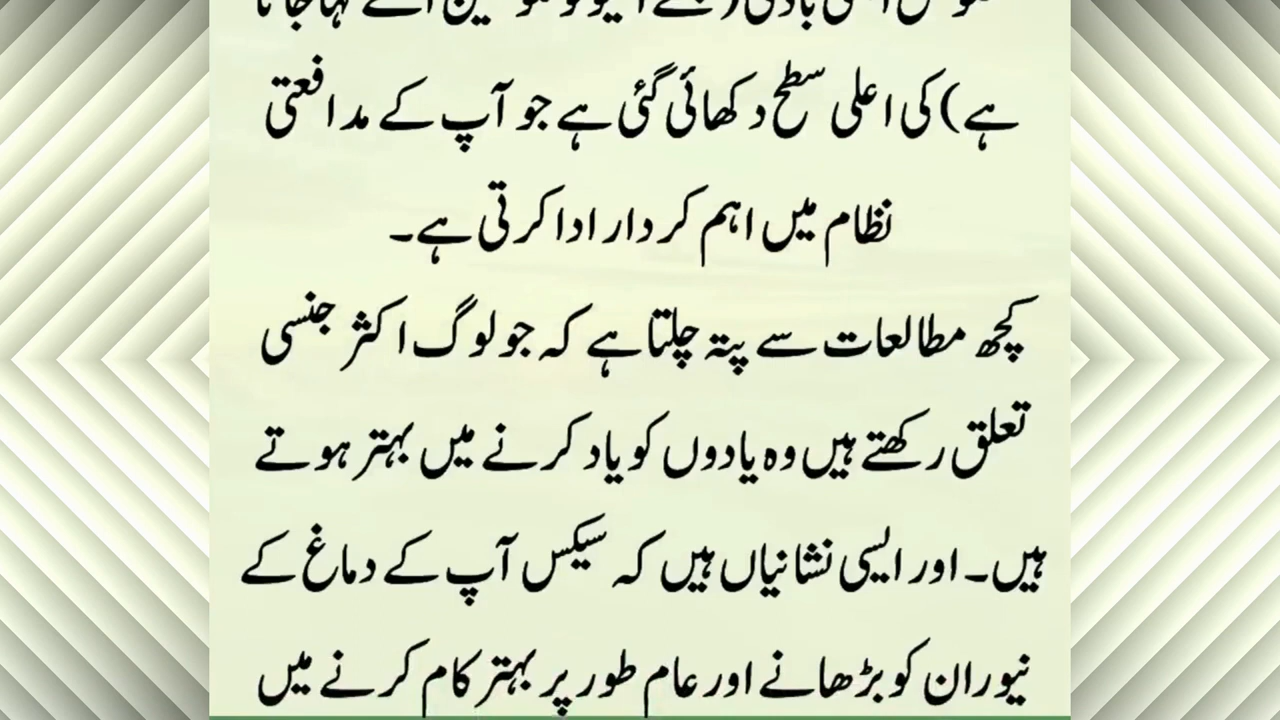 ہے) کی اعلی سطح دکھائی گئی ہے جو آپ کے مدافعتی
نظام میں اہم کردار ادا کرتی ہے۔
کچھ مطالعات سے پتہ چلتا ہے کہ جو لوگ اکثر جنسی
تعلق رکھتے ہیں وہ یادوں کو یاد کرنے میں بہتر ہوتے
ہیں۔ اور ایسی نشانیاں ہیں کہ سیکس آپ کے دماغ کے
نیوران کو بڑھانے اور عام طور پر بہتر کام کرنے میں